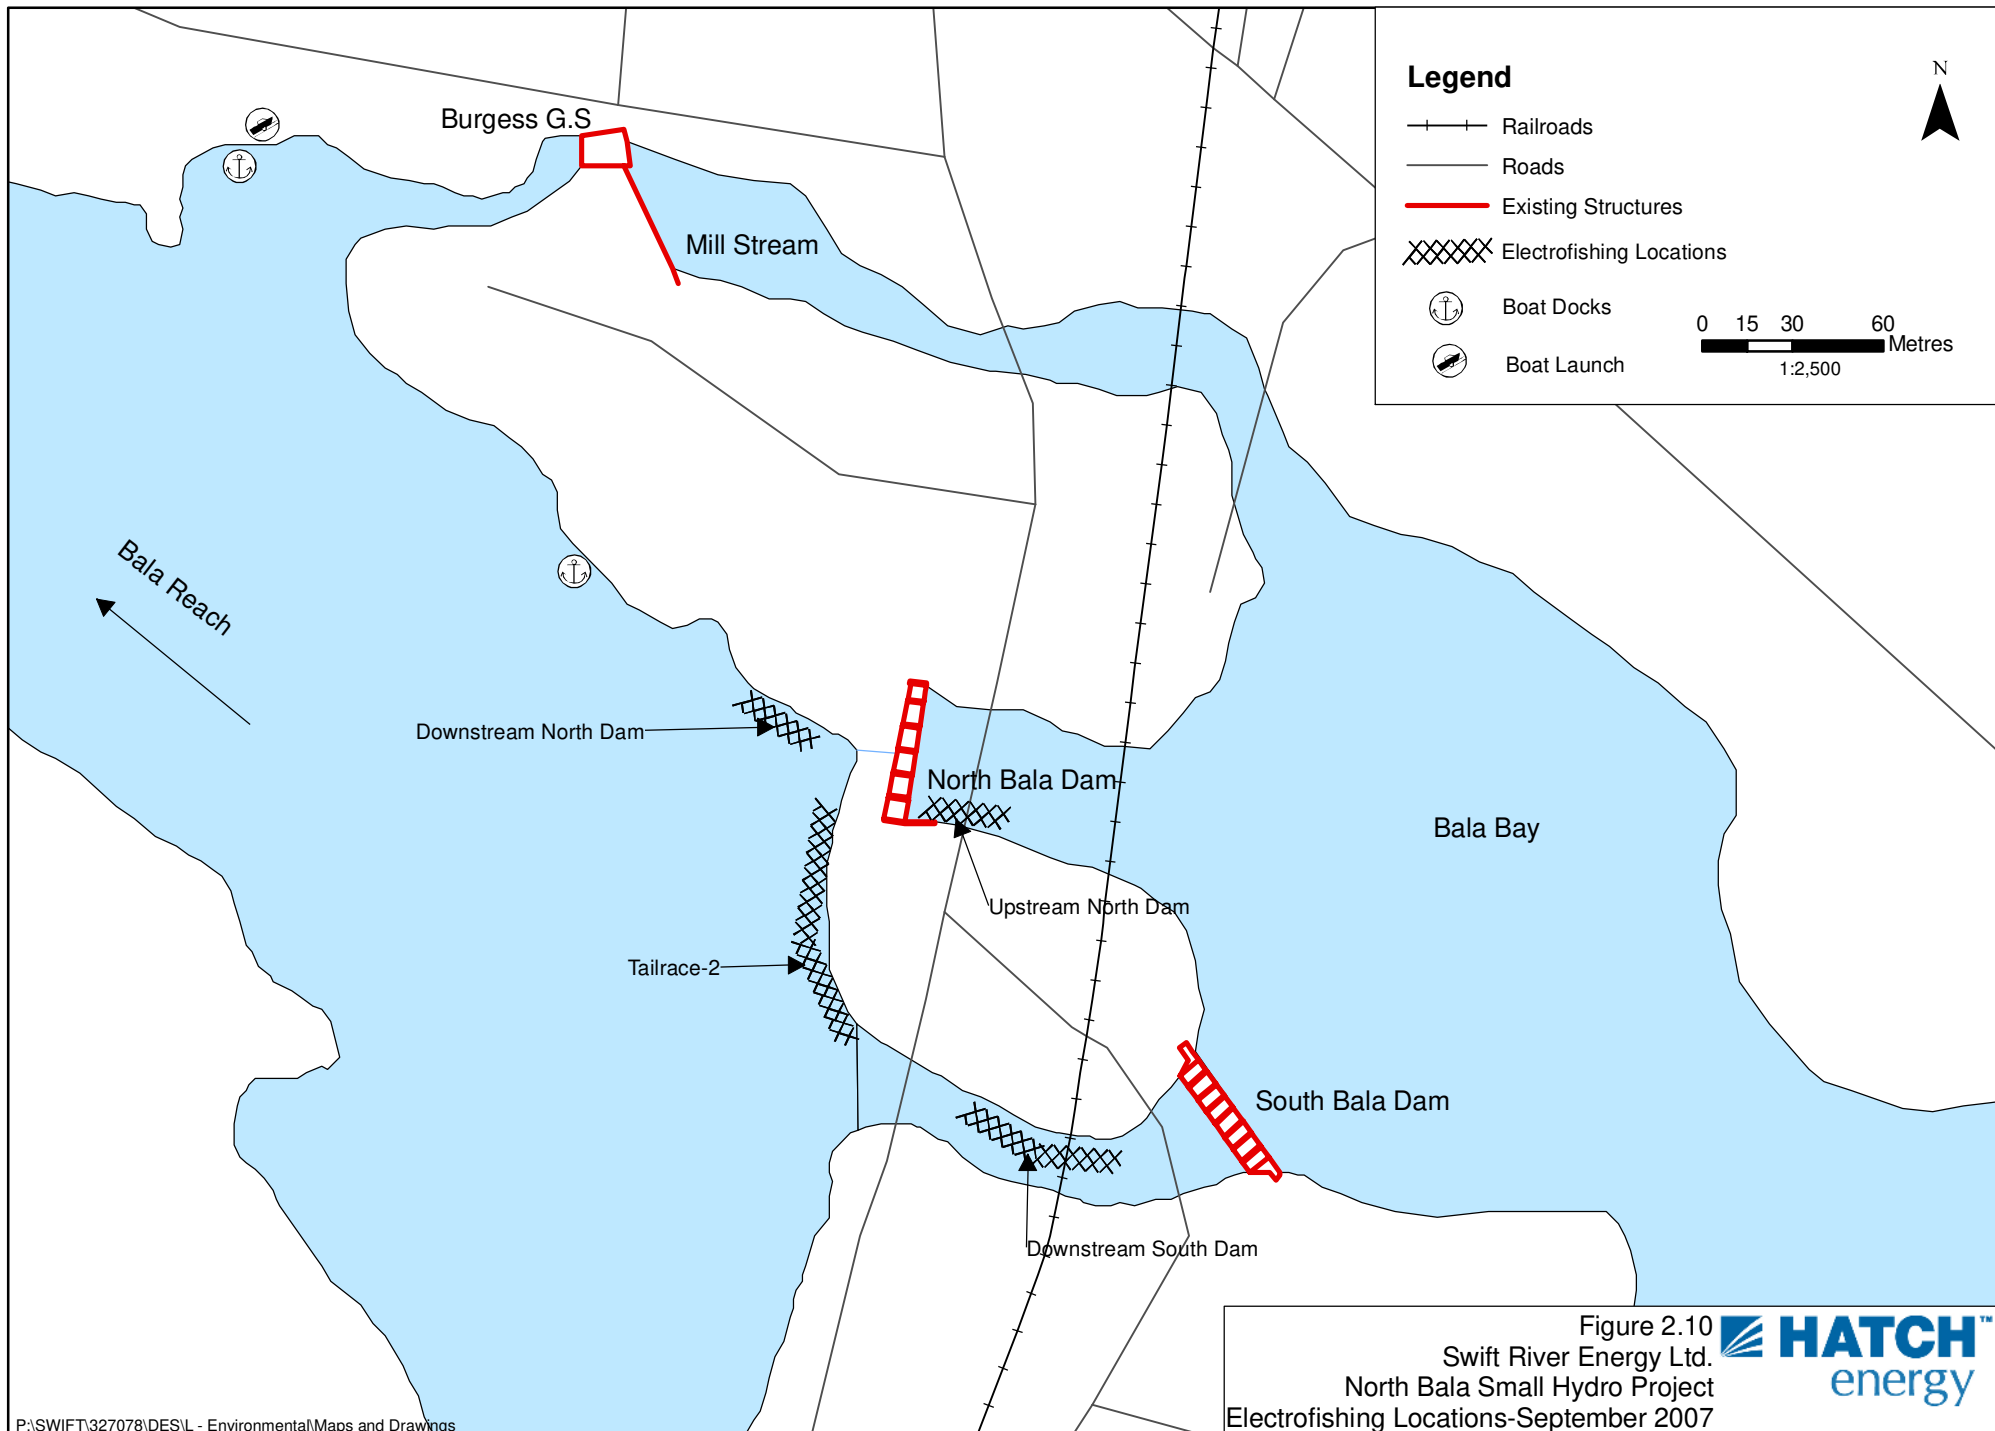 Legend
N
Railroads
Roads
Existing Structures
Electrofishing Locations
Boat Docks
Boat Launch
0 15 30 60
Metres
1:2,500
Burgess G.S
Mill Stream
Bala Reach
Downstream North Dam
North Bala Dam
Bala Bay
Upstream North Dam
Tailrace-2
South Bala Dam
Downstream South Dam
Figure 2.10
Swift River Energy Ltd.
North Bala Small Hydro Project
Electrofishing Locations-September 2007
HATCH™
energy
P:\SWIFT\327078\DES\L - Environmental\Maps and Drawings